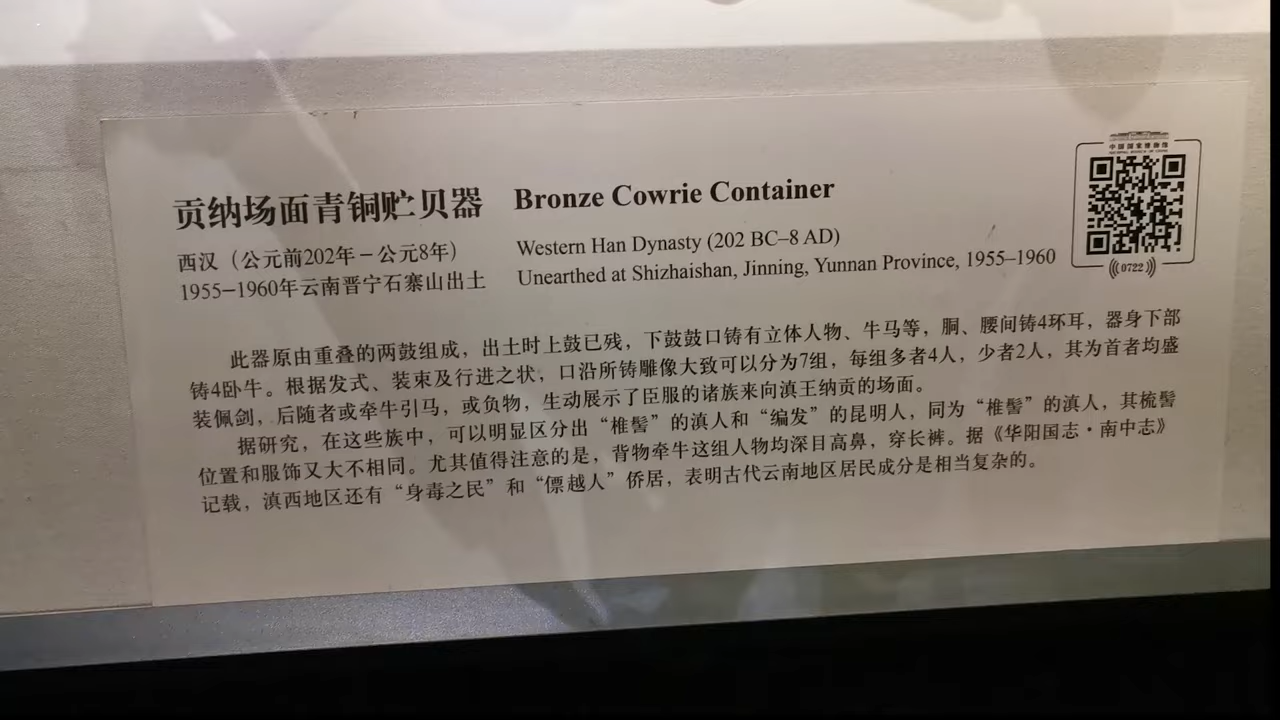 中国国家博物馆
贡纳场面青铜贮贝器 Bronze Cowrie Container
西汉（公元前202年－公元8年） Western Han Dynasty (202 BC–8 AD)
1955–1960年云南晋宁石寨山出土 Unearthed at Shizhaishan, Jinning, Yunnan Province, 1955–1960
0722
此器原由重叠的两鼓组成，出土时上鼓已残，下鼓鼓口铸有立体人物、牛马等，胴、腰间铸4环耳，器身下部
铸4卧牛。根据发式、装束及行进之状，口沿所铸雕像大致可以分为7组，每组多者4人，少者2人，其为首者均盛
装佩剑，后随者或牵牛引马，或负物，生动展示了臣服的诸族来向滇王纳贡的场面。
据研究，在这些族中，可以明显区分出“椎髻”的滇人和“编发”的昆明人，同为“椎髻”的滇人，其梳髻
位置和服饰又大不相同。尤其值得注意的是，背物牵牛这组人物均深目高鼻，穿长裤。据《华阳国志·南中志》
记载，滇西地区还有“身毒之民”和“僄越人”侨居，表明古代云南地区居民成分是相当复杂的。